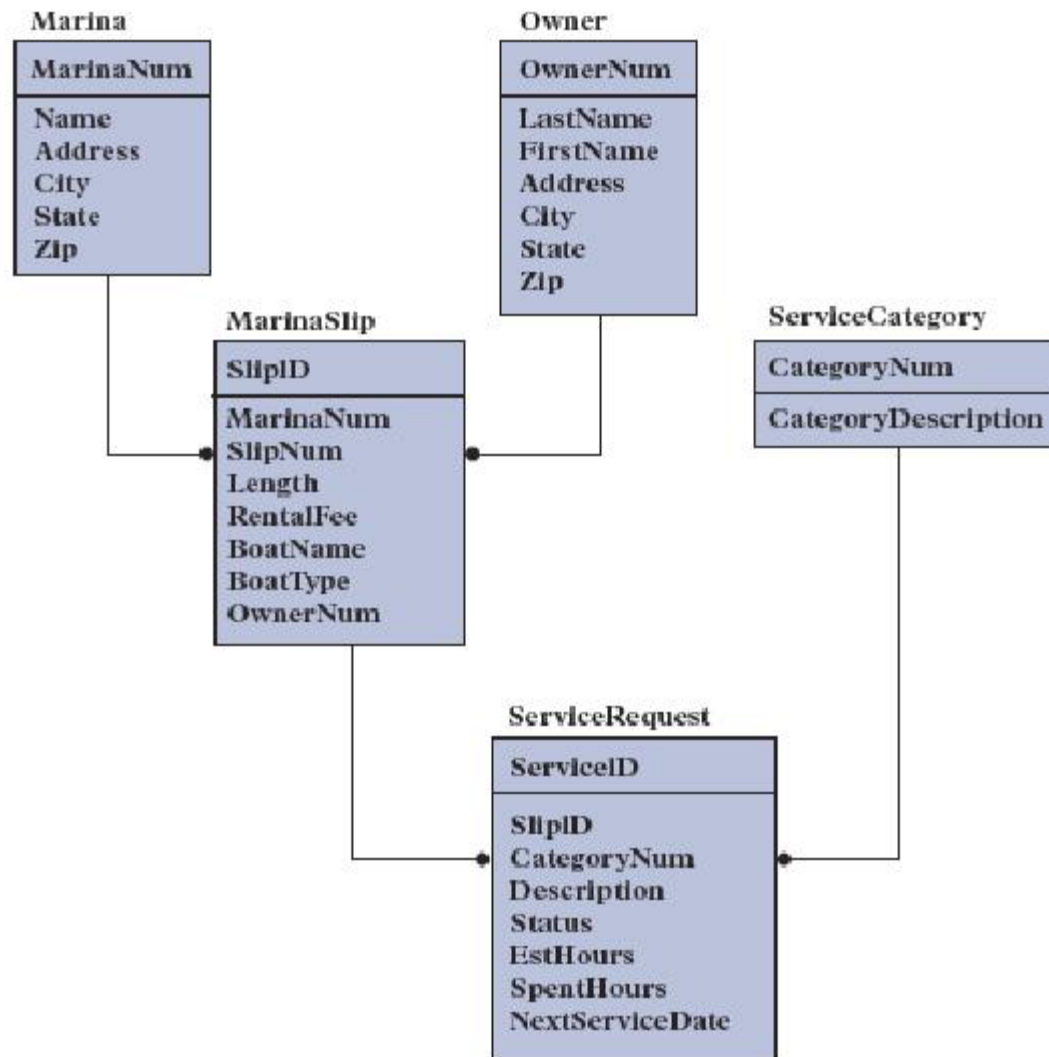 Marina
MarinaNum
Name
Address
City
State
Zip
Owner
OwnerNum
LastName
FirstName
Address
City
State
Zip
MarinaSlip
SlipID
MarinaNum
SlipNum
Length
RentalFee
BoatName
BoatType
OwnerNum
ServiceCategory
CategoryNum
CategoryDescription
ServiceRequest
ServiceID
SlipID
CategoryNum
Description
Status
EstHours
SpentHours
NextServiceDate